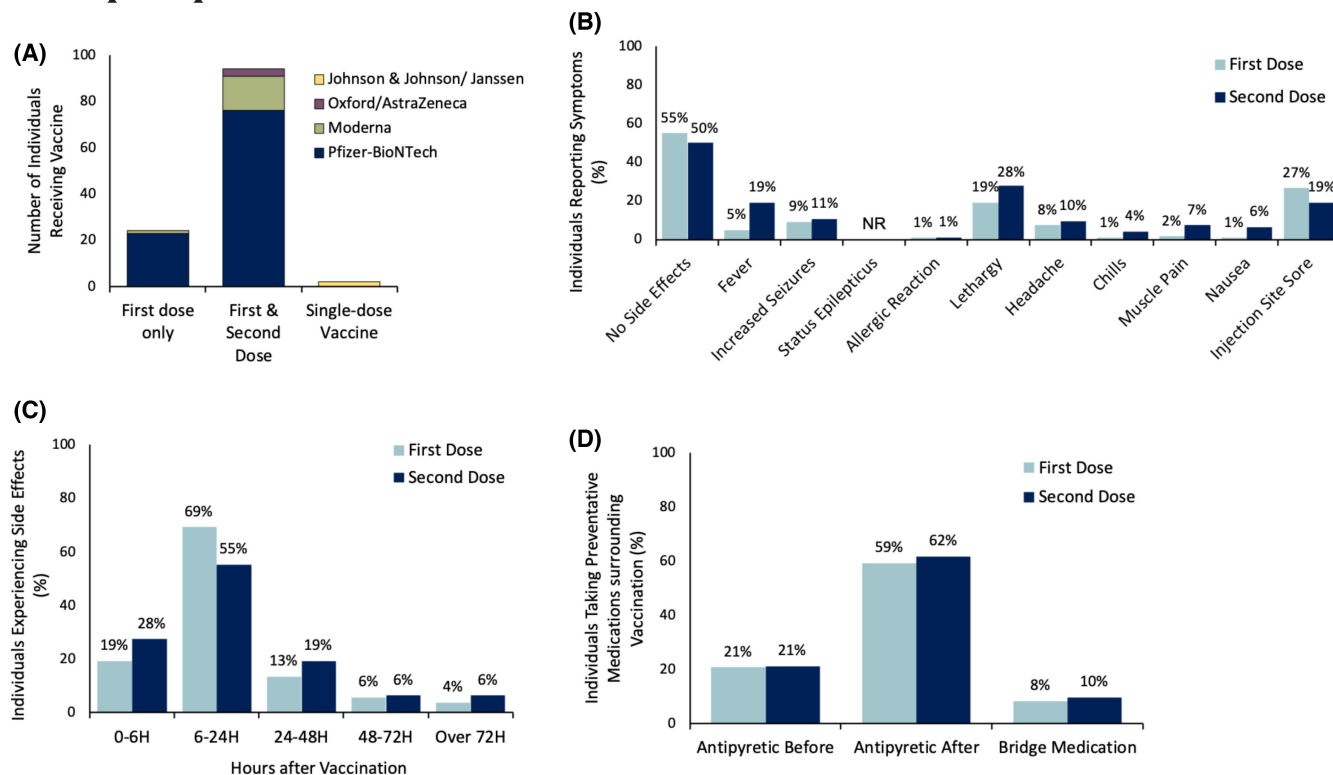 (A)
100
80
60
40
20
0
Number of Individuals
Receiving Vaccine
Johnson & Johnson/ Janssen
Oxford/AstraZeneca
Moderna
Pfizer-BioNTech
First dose
only
First &
Second
Dose
Single-dose
Vaccine
(B)
100
80
60
40
20
0
Individuals Reporting Symptoms
(%)
First Dose
Second Dose
55%
50%
5%
19%
9%
11%
NR
1%
1%
19%
28%
8%
10%
1%
4%
2%
7%
1%
6%
27%
19%
No Side Effects
Fever
Increased Seizures
Status Epilepticus
Allergic Reaction
Lethargy
Headache
Chills
Muscle Pain
Nausea
Injection Site Sore
(C)
100
80
60
40
20
0
Individuals Experiencing Side Effects
(%)
First Dose
Second Dose
19%
28%
69%
55%
13%
19%
6%
6%
4%
6%
0-6H
6-24H
24-48H
48-72H
Over 72H
Hours after Vaccination
(D)
100
80
60
40
20
0
Individuals Taking Preventative
Medications surrounding
Vaccination (%)
First Dose
Second Dose
21%
21%
59%
62%
8%
10%
Antipyretic Before
Antipyretic After
Bridge Medication